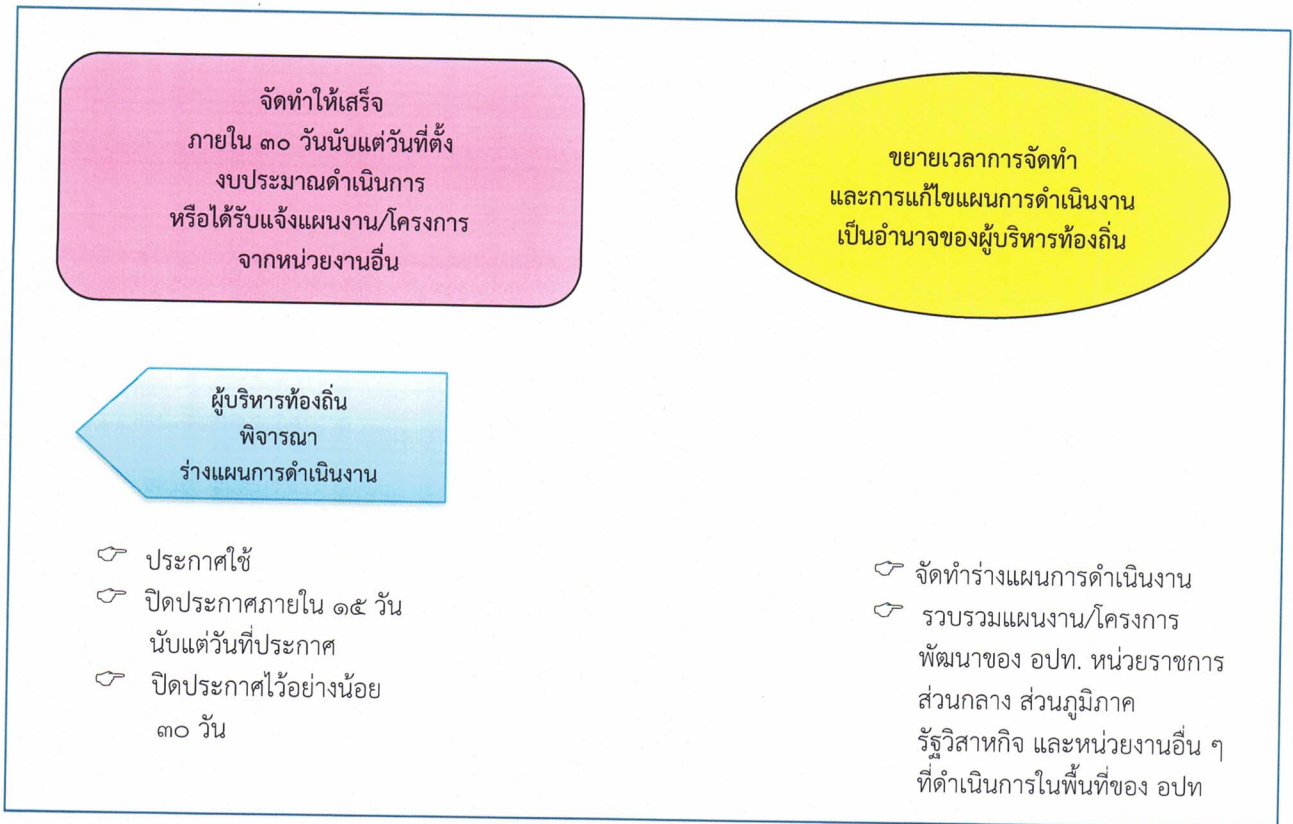 จัดทำให้เสร็จ
ภายใน ๓๐ วันนับแต่วันที่ตั้ง
งบประมาณดำเนินการ
หรือได้รับแจ้งแผนงาน/โครงการ
จากหน่วยงานอื่น
ขยายเวลาการจัดทำ
และการแก้ไขแผนการดำเนินงาน
เป็นอำนาจของผู้บริหารท้องถิ่น
ผู้บริหารท้องถิ่น
พิจารณา
ร่างแผนการดำเนินงาน
ประกาศใช้
ปิดประกาศภายใน ๑๕ วัน
นับแต่วันที่ประกาศ
ปิดประกาศไว้อย่างน้อย
๓๐ วัน
จัดทำร่างแผนการดำเนินงาน
รวบรวมแผนงาน/โครงการ
พัฒนาของ อปท. หน่วยราชการ
ส่วนกลาง ส่วนภูมิภาค
รัฐวิสาหกิจ และหน่วยงานอื่น ๆ
ที่ดำเนินการในพื้นที่ของ อปท